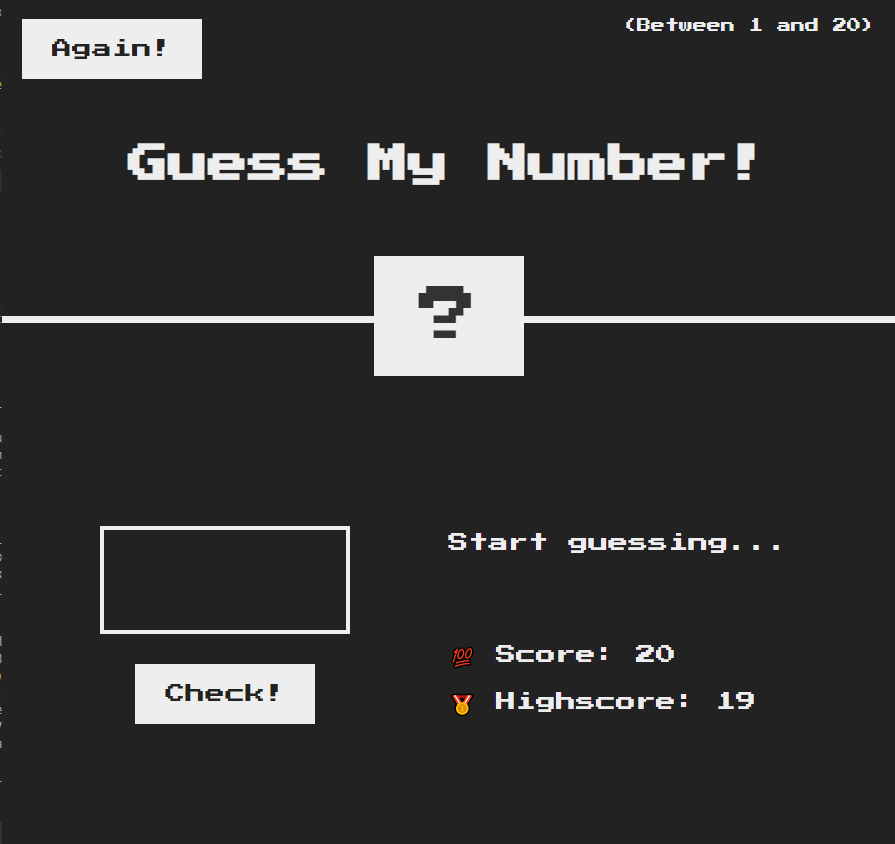 (Between 1 and 20)
Again!
Guess My Number!
?
Start guessing...
💯 Score: 20
Check!
🥇 Highscore: 19